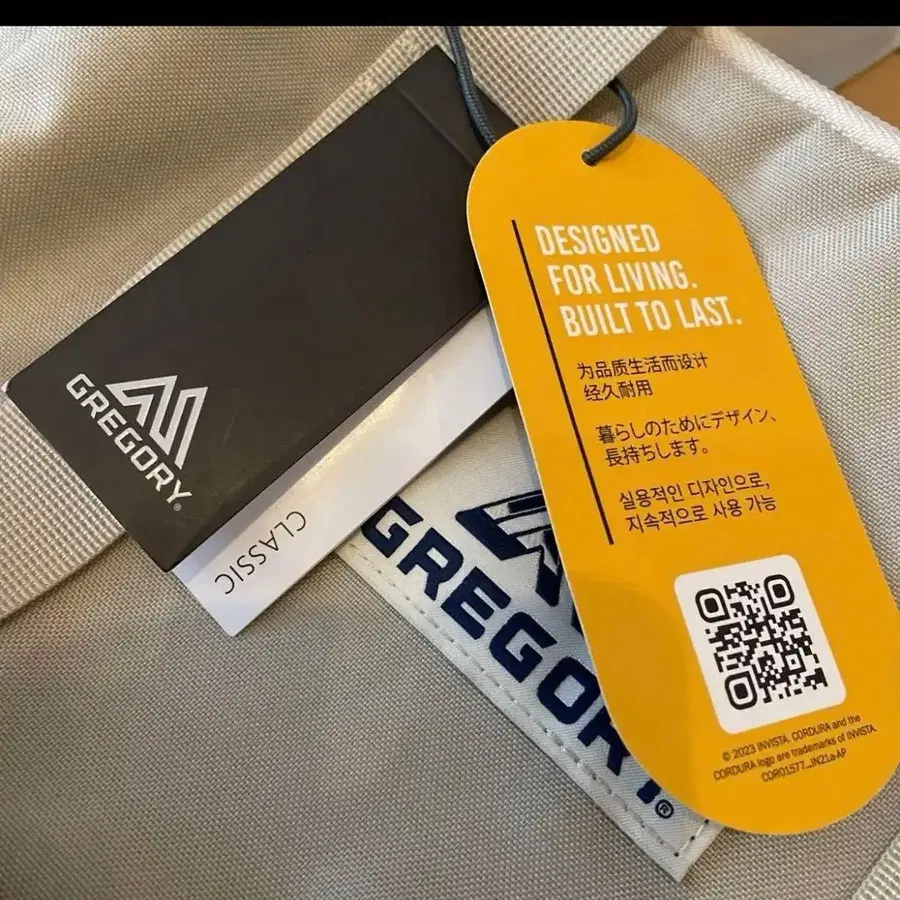 GREGORY®
CLASSIC
GREGORY®
DESIGNED
FOR LIVING.
BUILT TO LAST.
为品质生活而设计
经久耐用
暮らしのためにデザイン、
長持ちします。
실용적인 디자인으로,
지속적으로 사용 가능
© 2023 INVISTA. CORDURA and the
CORDURA logo are trademarks of INVISTA.
COR01577_JN21a-AP